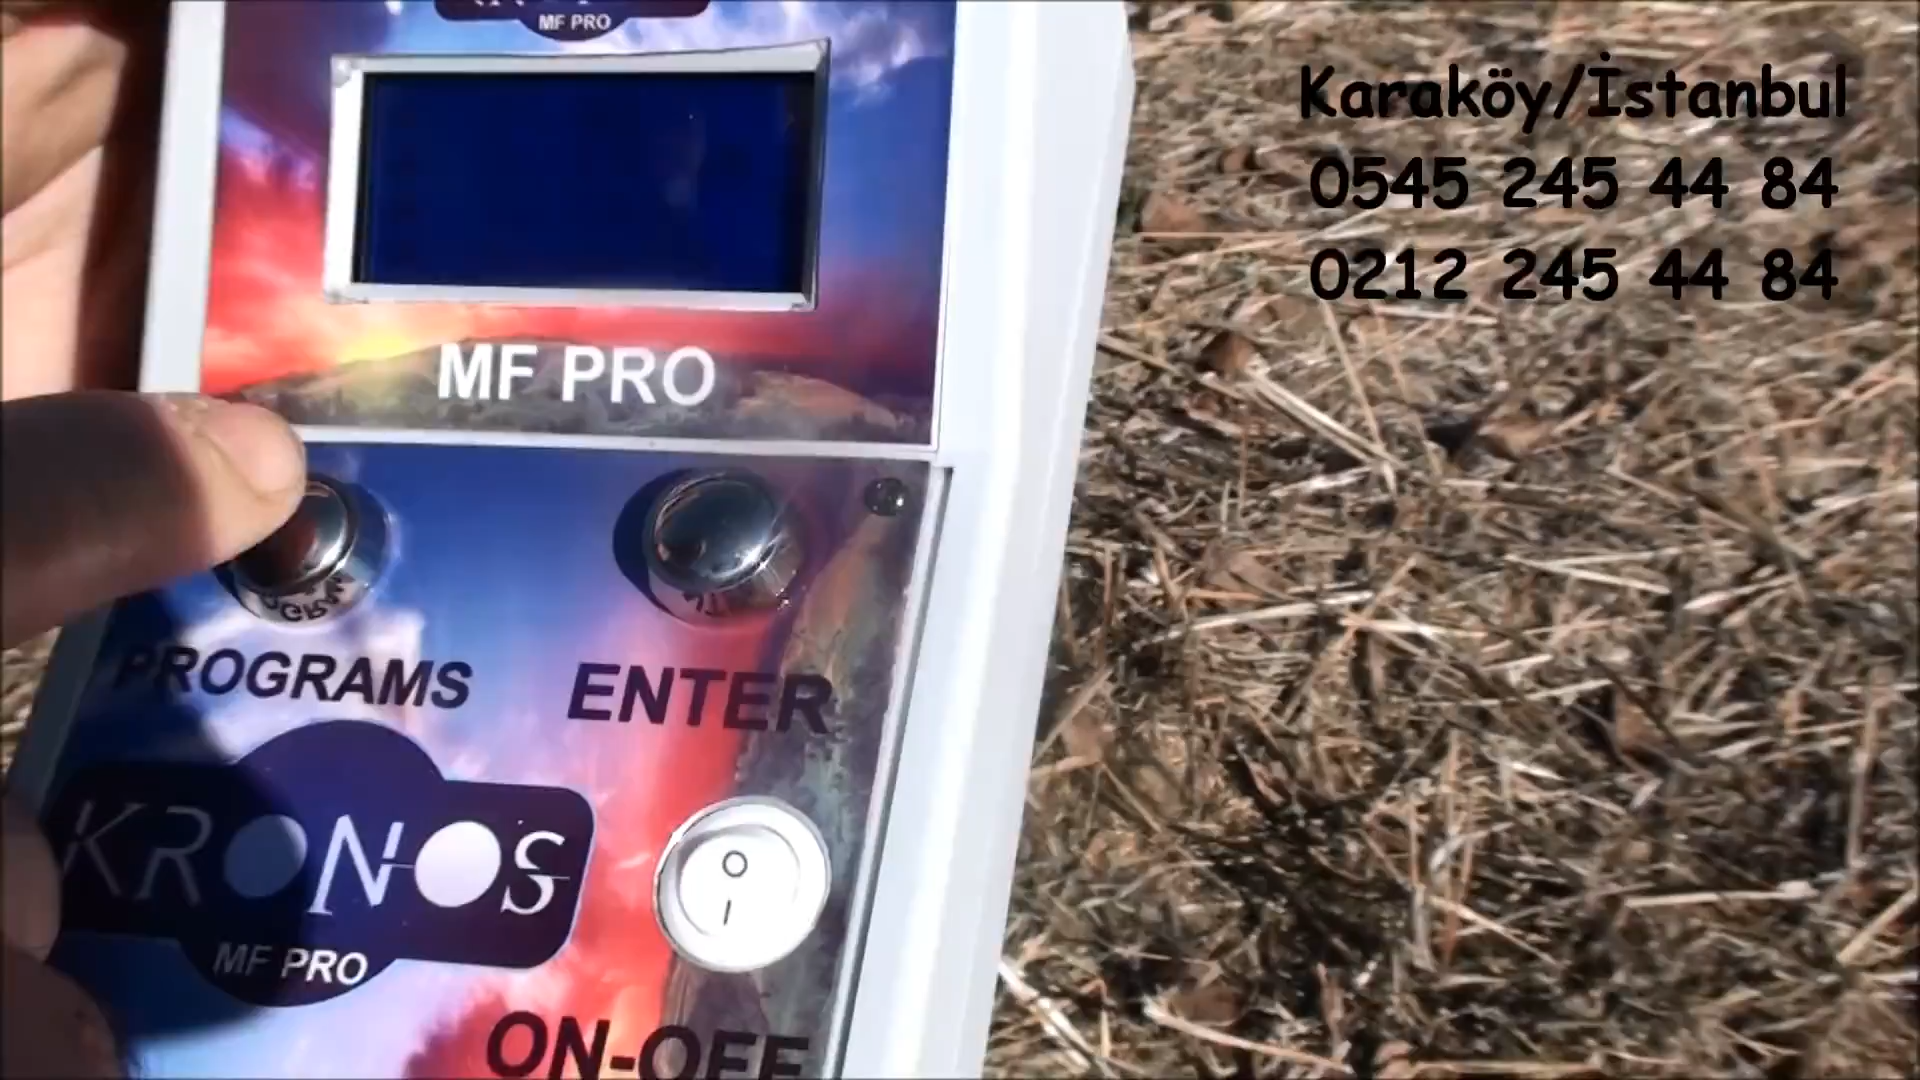 MF PRO
Karaköy/İstanbul
0545 245 44 84
0212 245 44 84
MF PRO
PROGRAMS
ENTER
KRONOS
O
I
MF PRO
ON-OFF